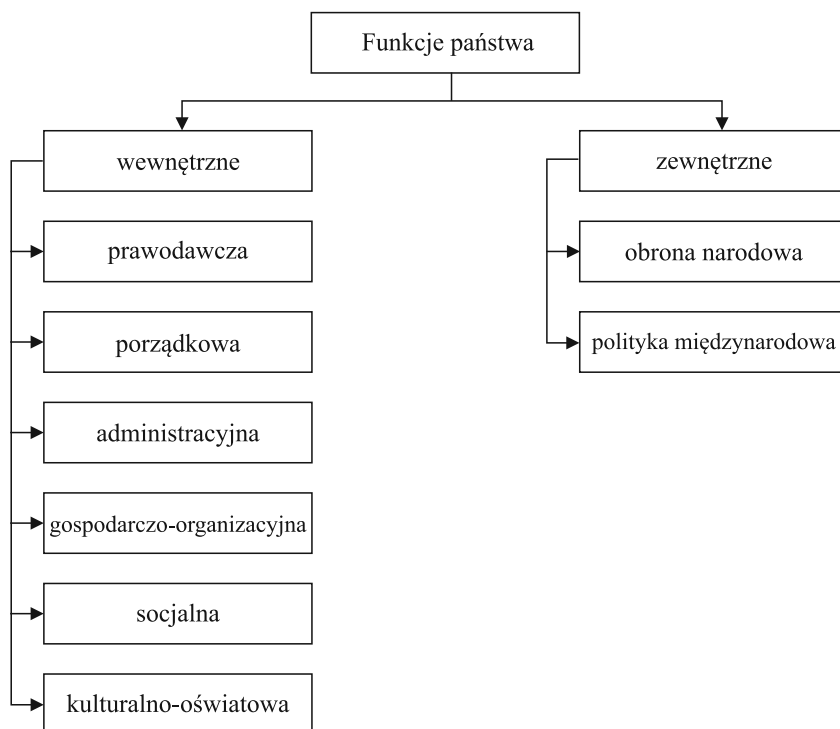 Funkcje państwa
wewnętrzne
prawodawcza
porządkowa
administracyjna
gospodarczo-organizacyjna
socjalna
kulturalno-oświatowa
zewnętrzne
obrona narodowa
polityka międzynarodowa